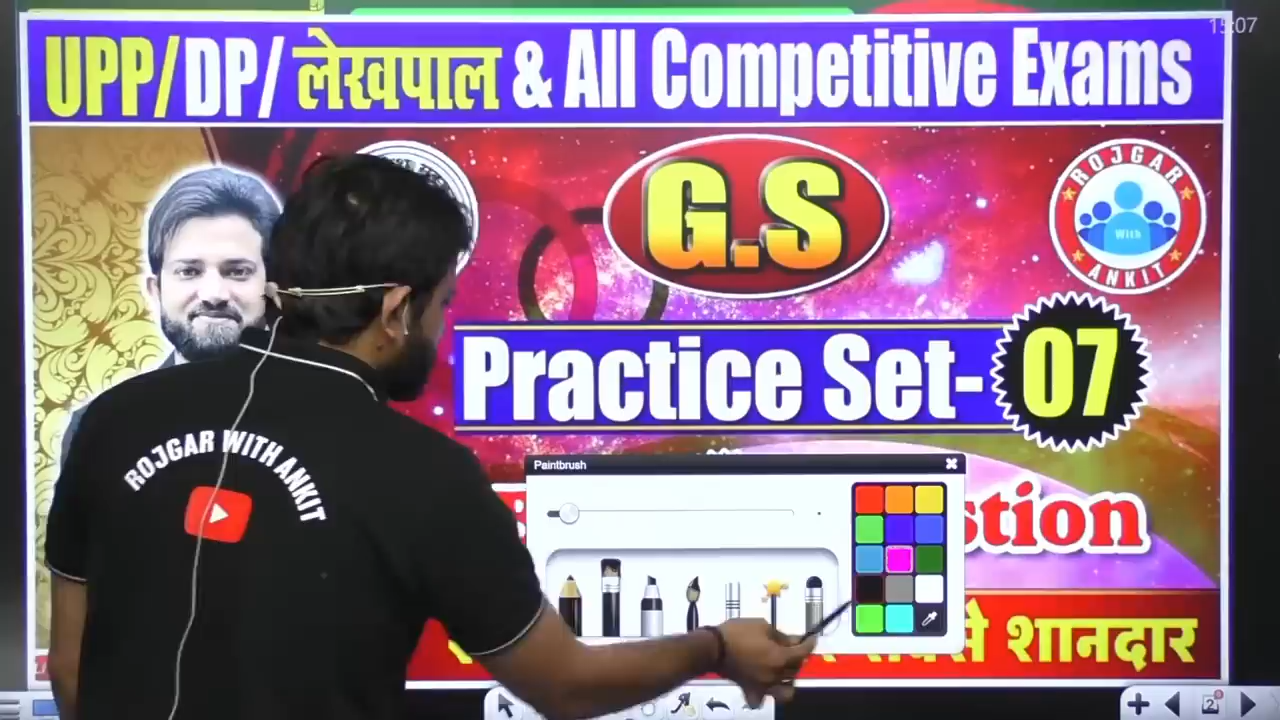 15:07
UPP/DP/ लेखपाल & All Competitive Exams
G.S
ROJGAR
With
ANKIT
Practice Set- 07
ROJGAR WITH ANKIT
Paintbrush
stion
शानदार
2